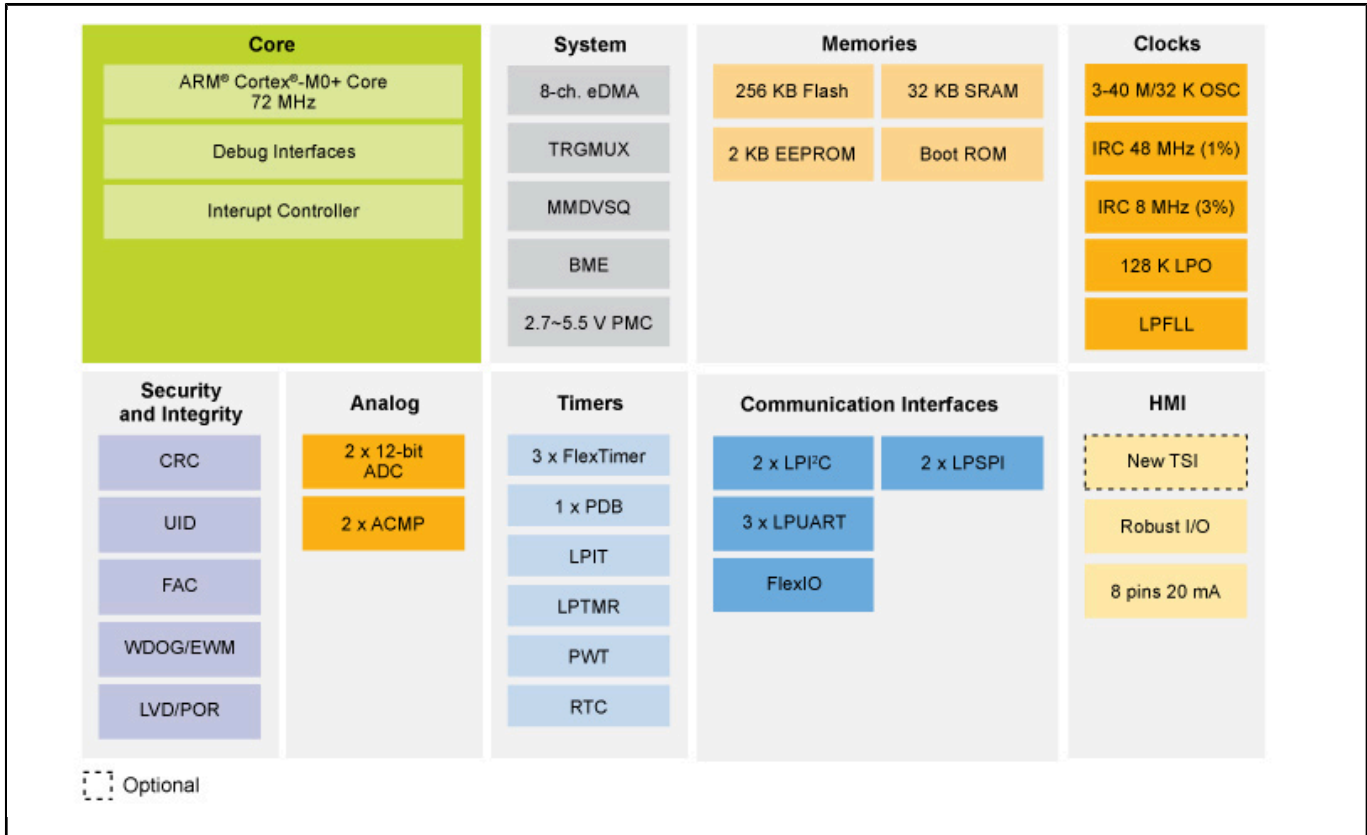 Core
ARM® Cortex®-M0+ Core
72 MHz
Debug Interfaces
Interupt Controller
System
8-ch. eDMA
TRGMUX
MMDVSQ
BME
2.7~5.5 V PMC
Memories
256 KB Flash
32 KB SRAM
2 KB EEPROM
Boot ROM
Clocks
3-40 M/32 K OSC
IRC 48 MHz (1%)
IRC 8 MHz (3%)
128 K LPO
LPFLL
Security
and Integrity
CRC
UID
FAC
WDOG/EWM
LVD/POR
Analog
2 x 12-bit
ADC
2 x ACMP
Timers
3 x FlexTimer
1 x PDB
LPIT
LPTMR
PWT
RTC
Communication Interfaces
2 x LPI²C
2 x LPSPI
3 x LPUART
FlexIO
HMI
New TSI
Robust I/O
8 pins 20 mA
Optional